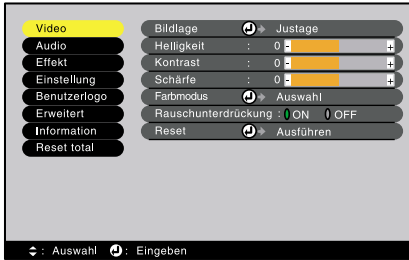 Video
Audio
Effekt
Einstellung
Benutzerlogo
Erweitert
Information
Reset total
Bildlage Justage
Helligkeit : 0 - +
Kontrast : 0 - +
Schärfe : 0 - +
Farbmodus Auswahl
Rauschunterdrückung : ON OFF
Reset Ausführen
: Auswahl : Eingeben